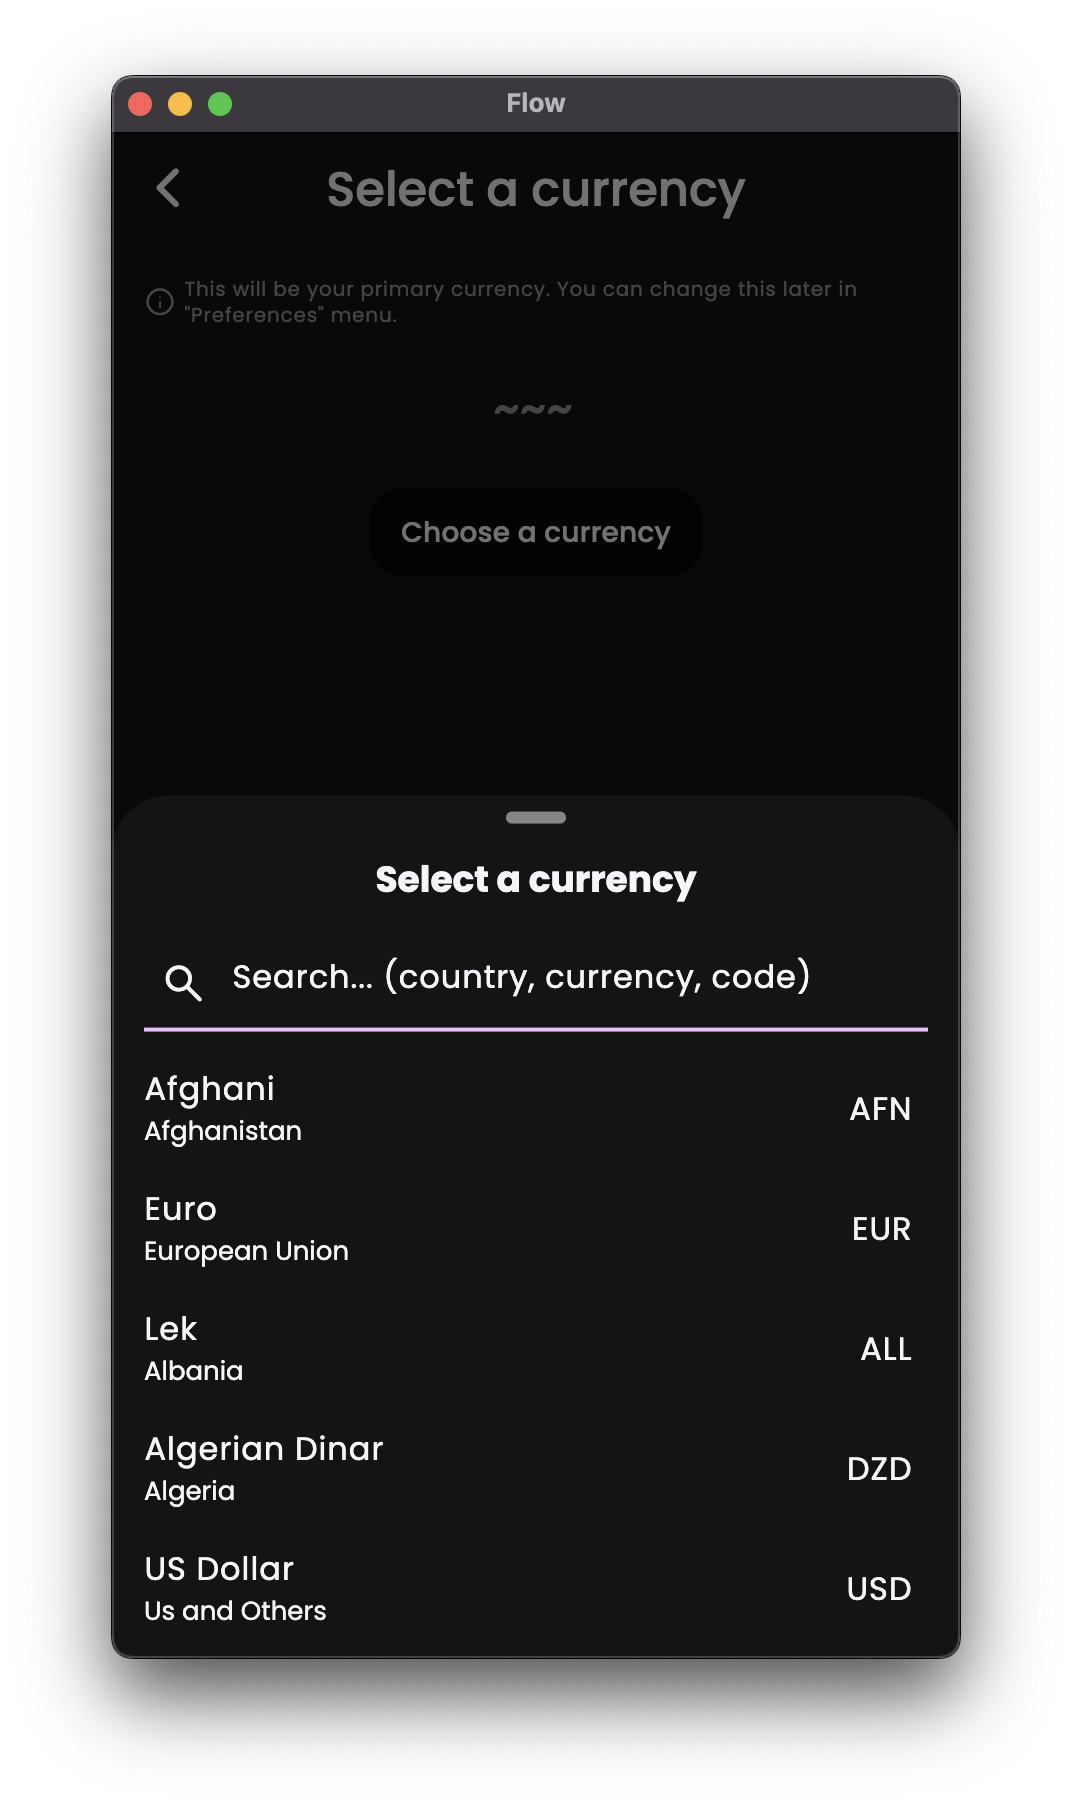 Flow
Select a currency
This will be your primary currency. You can change this later in
"Preferences" menu.
~~~
Choose a currency
Select a currency
Search... (country, currency, code)
Afghani
Afghanistan
AFN
Euro
European Union
EUR
Lek
Albania
ALL
Algerian Dinar
Algeria
DZD
US Dollar
Us and Others
USD